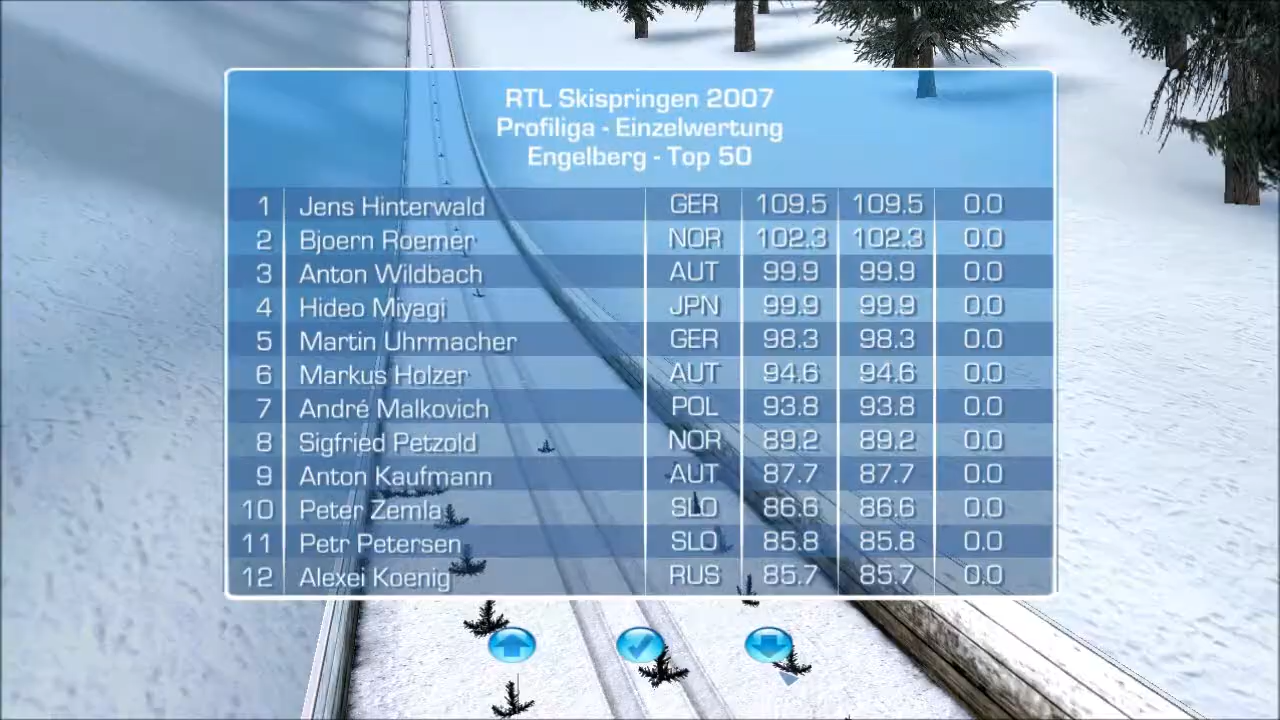 RTL Skispringen 2007
Profiliga - Einzelwertung
Engelberg - Top 50
1 Jens Hinterwald GER 109.5 109.5 0.0
2 Bjoern Roemer NOR 102.3 102.3 0.0
3 Anton Wildbach AUT 99.9 99.9 0.0
4 Hideo Miyagi JPN 99.9 99.9 0.0
5 Martin Uhrmacher GER 98.3 98.3 0.0
6 Markus Holzer AUT 94.6 94.6 0.0
7 André Malkovich POL 93.8 93.8 0.0
8 Sigfried Petzold NOR 89.2 89.2 0.0
9 Anton Kaufmann AUT 87.7 87.7 0.0
10 Peter Zemla SLO 86.6 86.6 0.0
11 Petr Petersen SLO 85.8 85.8 0.0
12 Alexei Koenig RUS 85.7 85.7 0.0